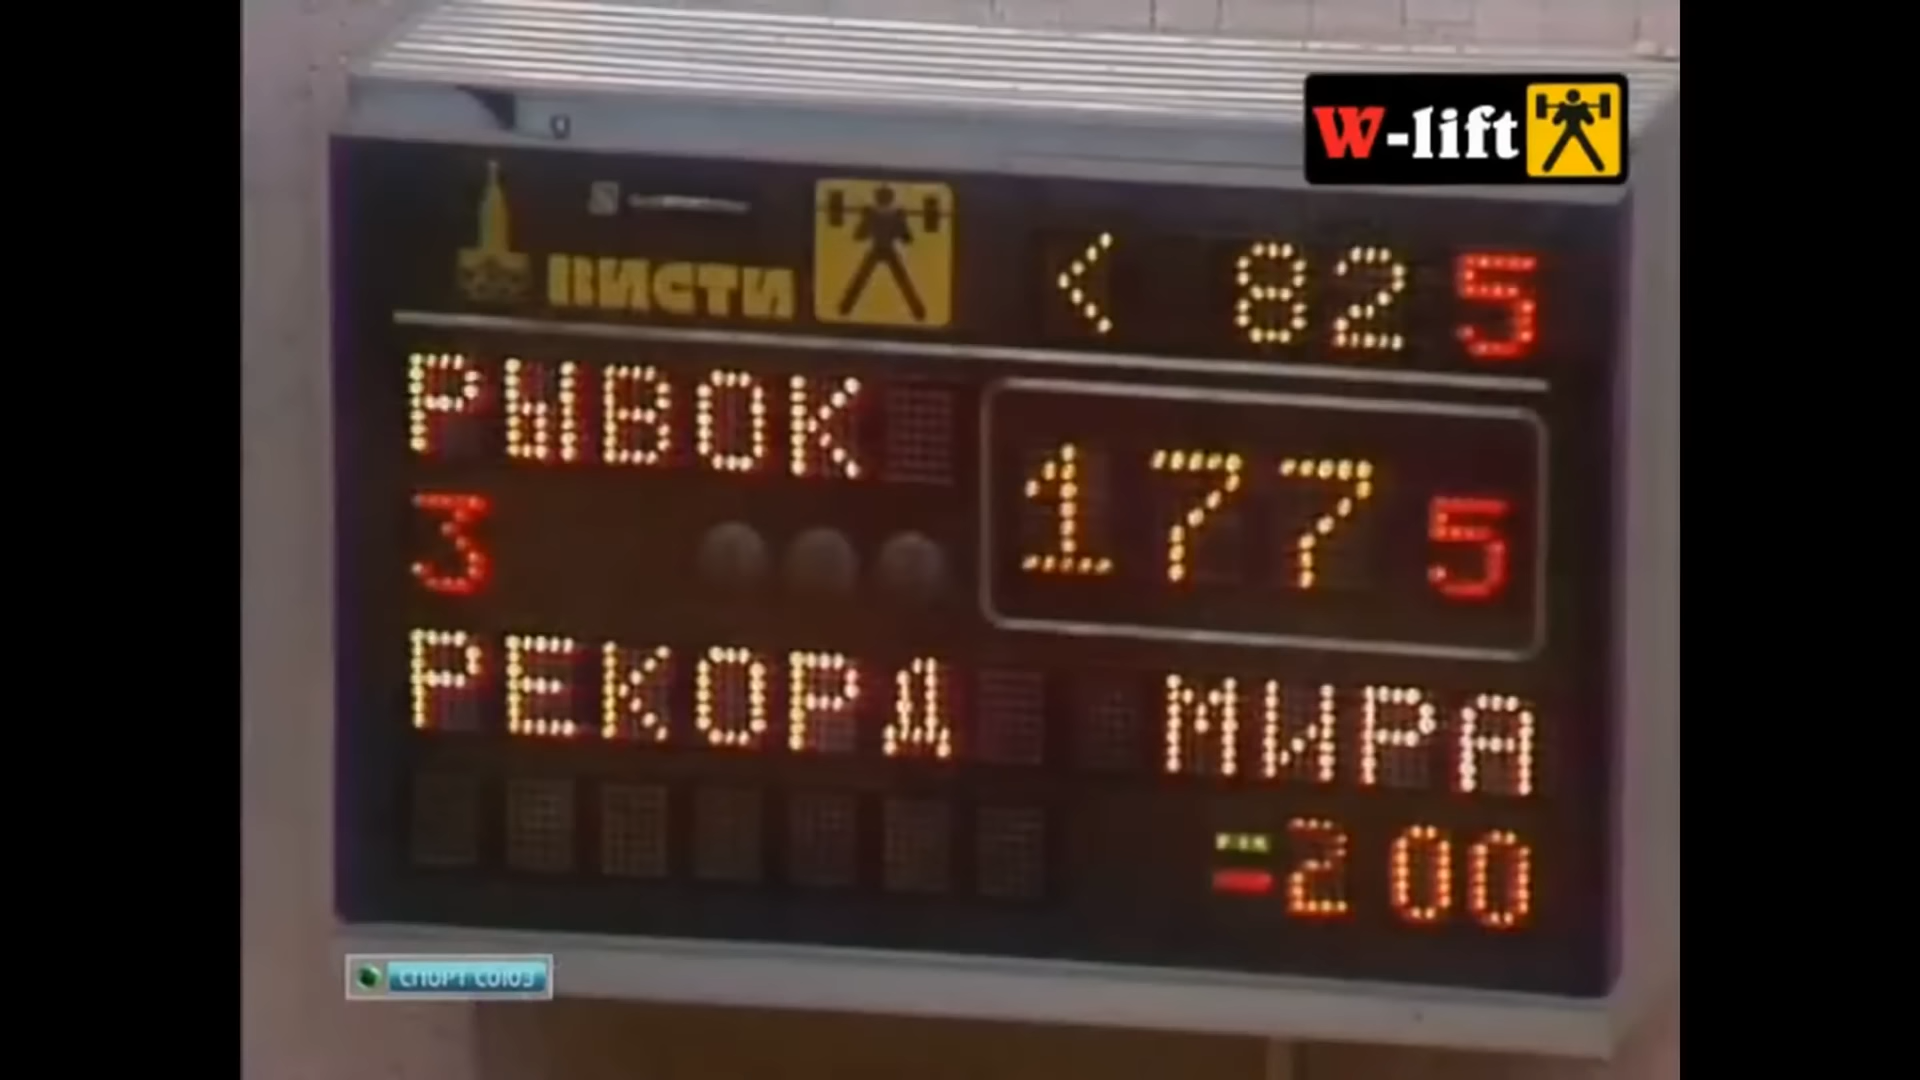 W-lift
ВИСТИ
< 82 5
РЫВОК
177 5
3
РЕКОРД МИРА
=200
СПОРТ СОЮЗ